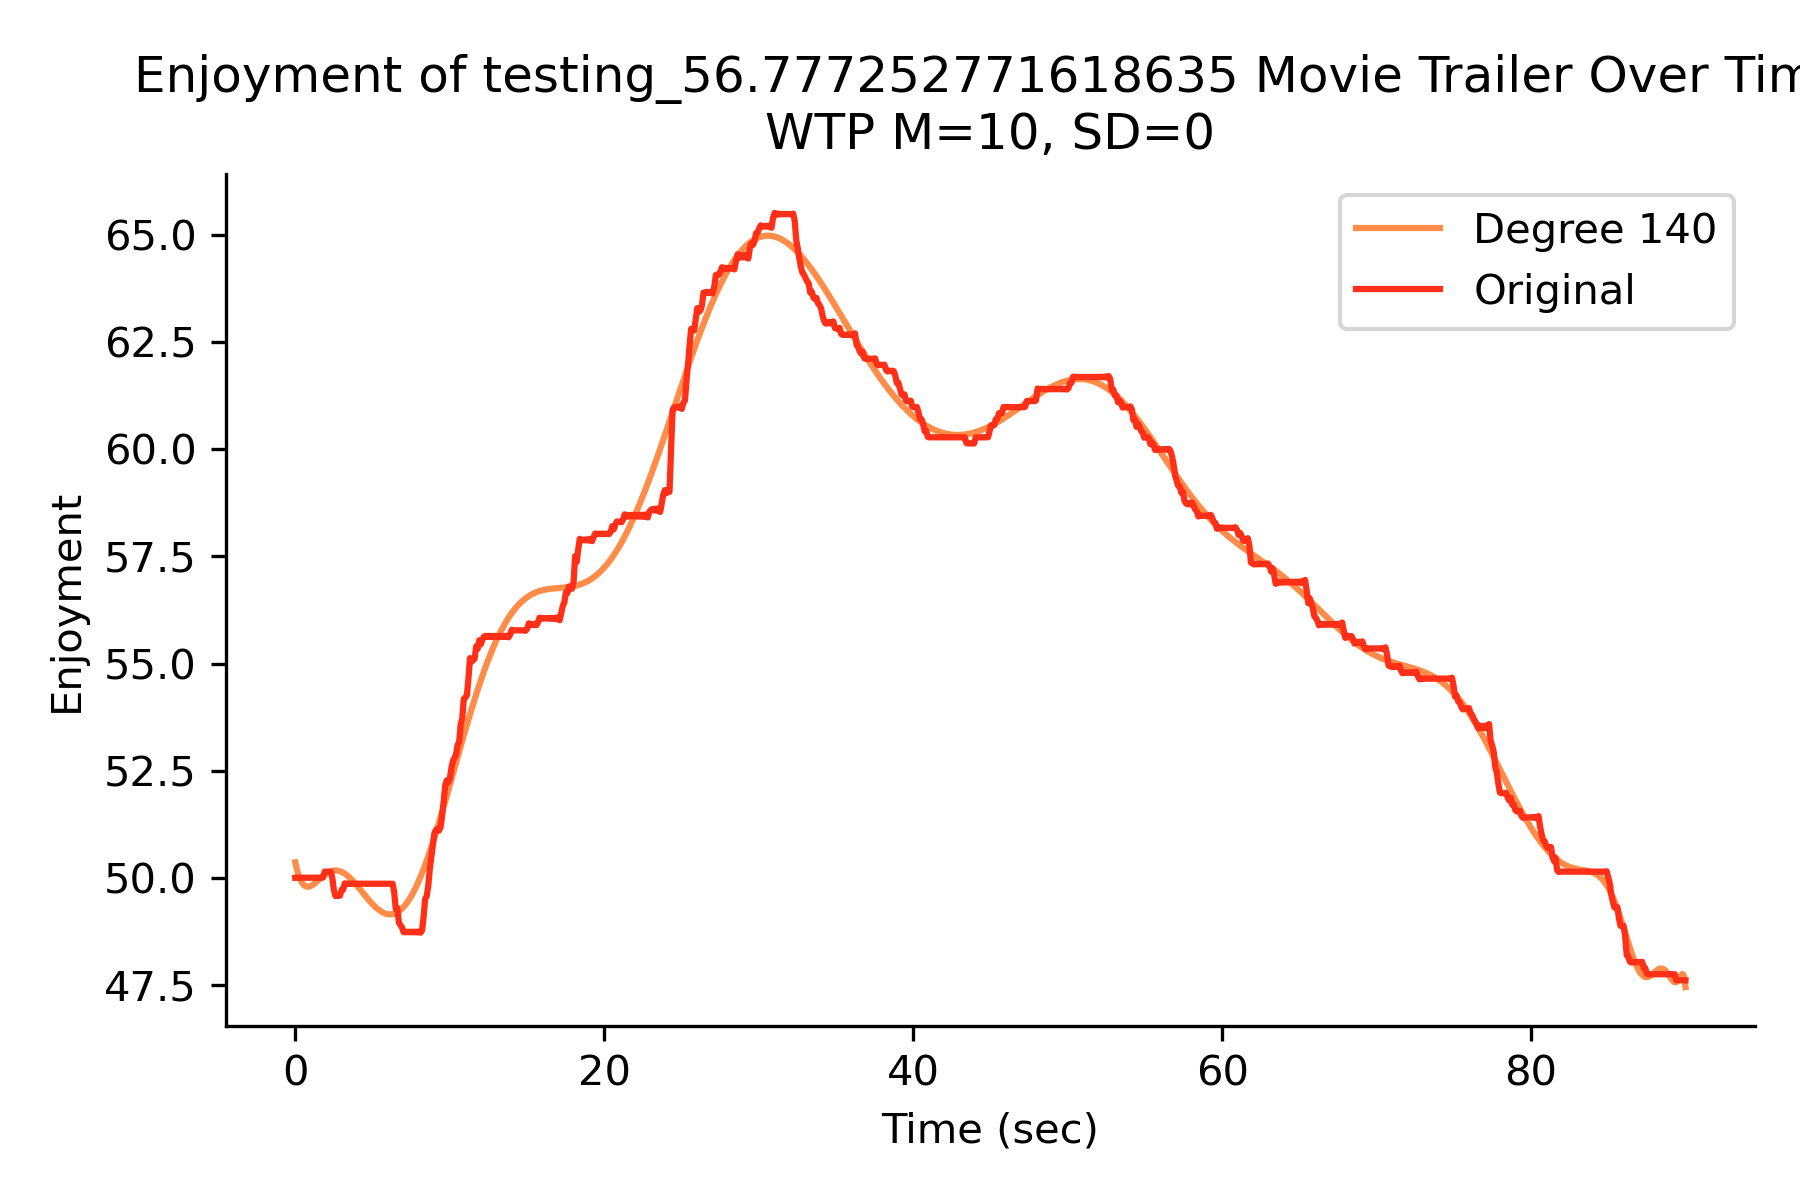 Enjoyment of testing_56.777252771618635 Movie Trailer Over Tim
WTP M=10, SD=0
Degree 140
Original
65.0
62.5
60.0
57.5
55.0
52.5
50.0
47.5
Enjoyment
0 20 40 60 80
Time (sec)